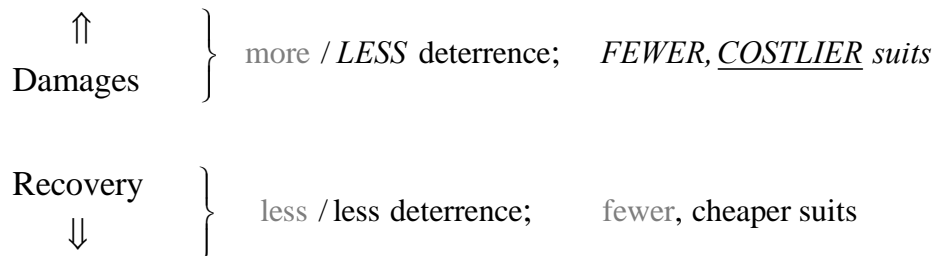 ⇑
Damages
more / LESS deterrence; FEWER, COSTLIER suits
Recovery
⇓
less / less deterrence; fewer, cheaper suits